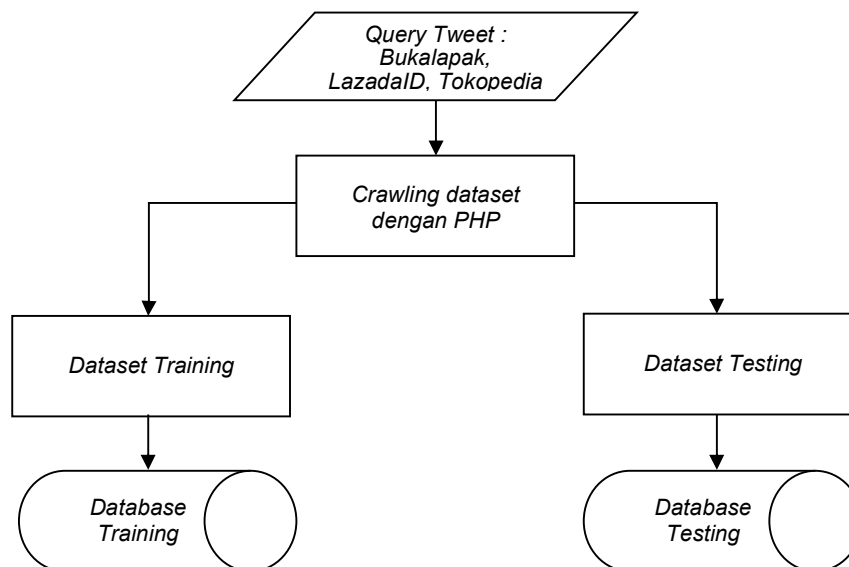 Query Tweet :
Bukalapak,
LazadaID, Tokopedia
Crawling dataset
dengan PHP
Dataset Training
Dataset Testing
Database
Training
Database
Testing